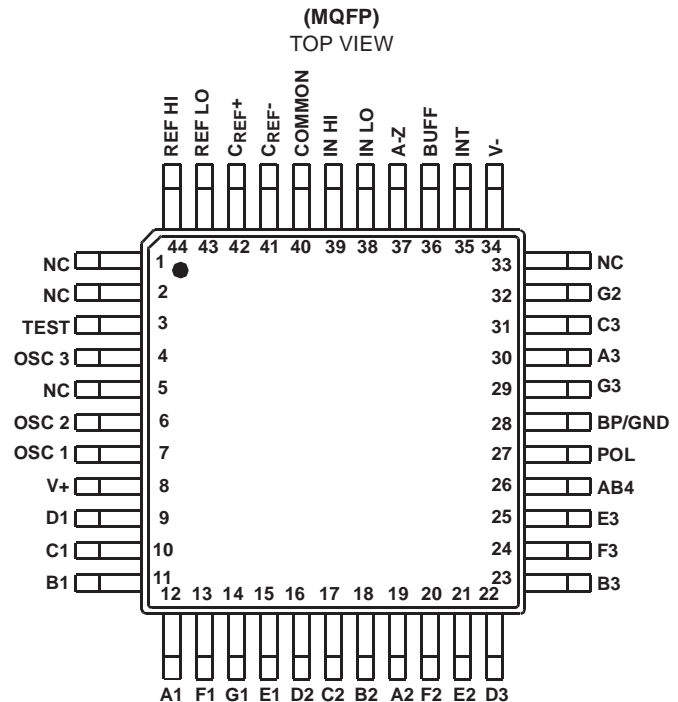 (MQFP)
TOP VIEW
REF HI
REF LO
CREF+
CREF-
COMMON
IN HI
IN LO
A-Z
BUFF
INT
V-
44 43 42 41 40 39 38 37 36 35 34
NC 1 33 NC
NC 2 32 G2
TEST 3 31 C3
OSC 3 4 30 A3
NC 5 29 G3
OSC 2 6 28 BP/GND
OSC 1 7 27 POL
V+ 8 26 AB4
D1 9 25 E3
C1 10 24 F3
B1 11 23 B3
12 13 14 15 16 17 18 19 20 21 22
A1 F1 G1 E1 D2 C2 B2 A2 F2 E2 D3